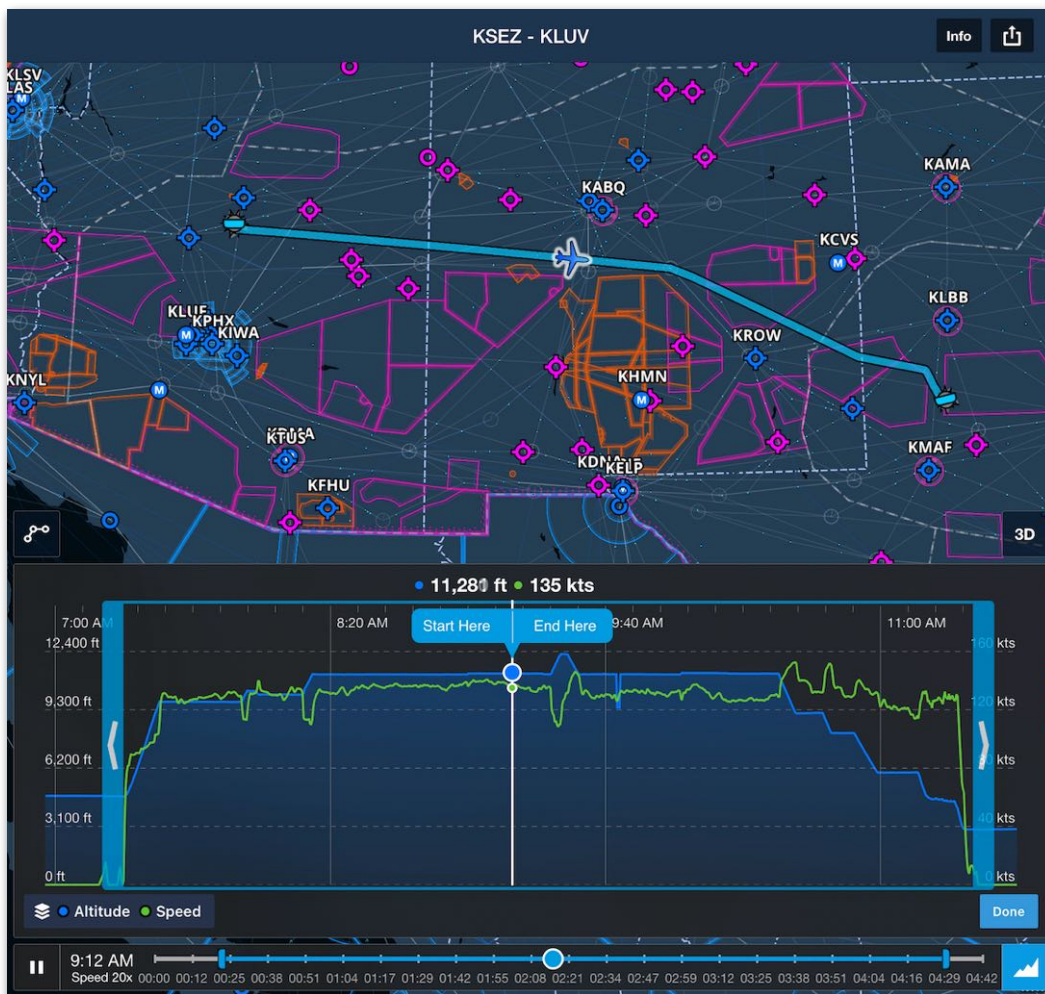 KSEZ - KLUV
Info
KLSV
LAS
M
KABQ
KAMA
KCVS
M
KLUF
KPHX
M
KIWA
KLBB
KROW
KNYL
M
KHMN
M
KTUS
KMAF
KELP
KFHU
3D
11,280 ft 135 kts
7:00 AM 8:20 AM Start Here End Here 9:40 AM 11:00 AM
12,400 ft 160 kts
9,300 ft 120 kts
6,200 ft kts
3,100 ft 40 kts
0 ft 0 kts
Altitude Speed
Done
9:12 AM
Speed 20x 00:00 00:12 00:25 00:38 00:51 01:04 01:17 01:29 01:42 01:55 02:08 02:21 02:34 02:47 02:59 03:12 03:25 03:38 03:51 04:04 04:16 04:29 04:42